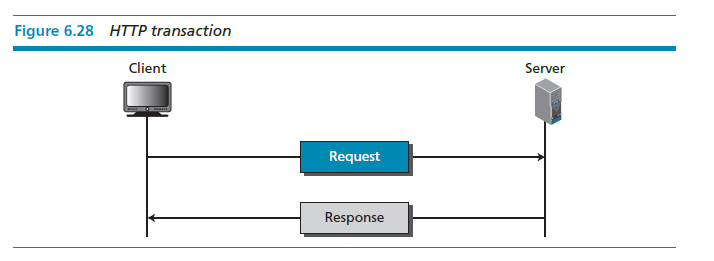 Figure 6.28 HTTP transaction
Client
Server
Request
Response